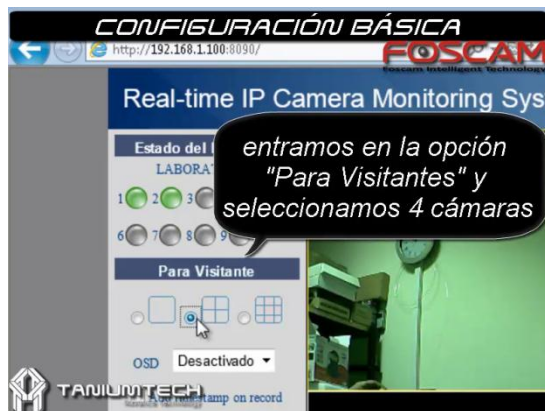 CONFIGURACIÓN BÁSICA
http://192.168.1.100:8090/
FOSCAM
Foscam Intelligent Technology
Real-time IP Camera Monitoring Sys
Estado del
LABORA
entramos en la opción
"Para Visitantes" y
seleccionamos 4 cámaras
1 2 3
6 7 8 9
Para Visitante
OSD Desactivado
TANIUMTECH
timestamp on record